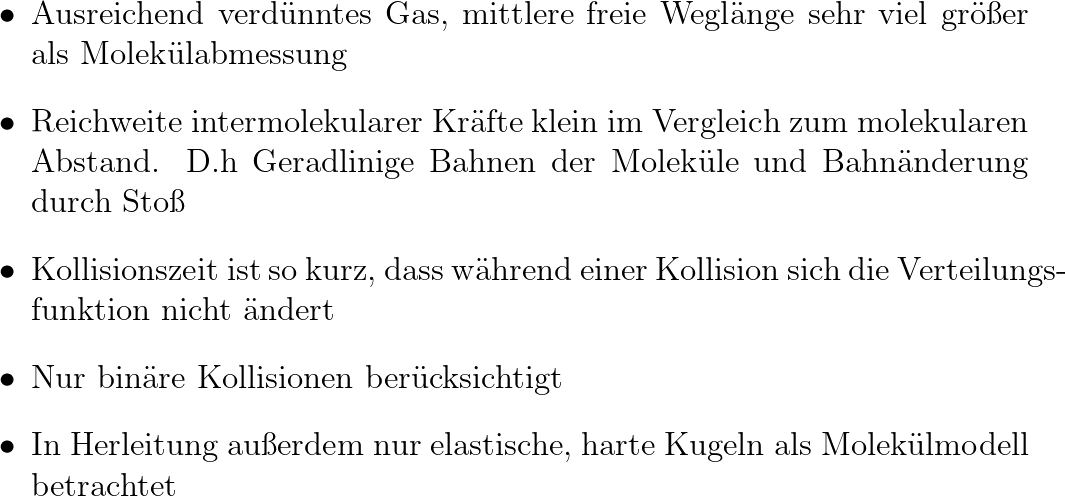 • Ausreichend verdünntes Gas, mittlere freie Weglänge sehr viel größer
als Molekülabmessung
• Reichweite intermolekularer Kräfte klein im Vergleich zum molekularen
Abstand. D.h Geradlinige Bahnen der Moleküle und Bahnänderung
durch Stoß
• Kollisionszeit ist so kurz, dass während einer Kollision sich die Verteilungs-
funktion nicht ändert
• Nur binäre Kollisionen berücksichtigt
• In Herleitung außerdem nur elastische, harte Kugeln als Molekülmodell
betrachtet